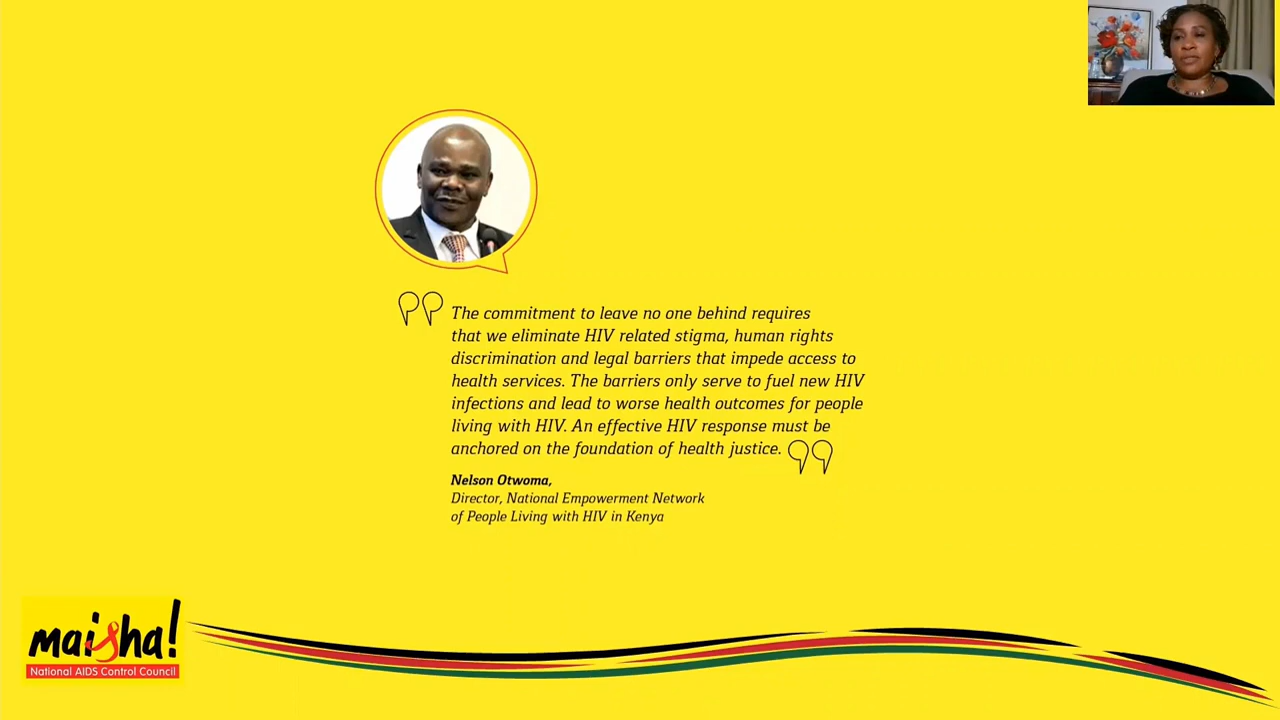 The commitment to leave no one behind requires
that we eliminate HIV related stigma, human rights
discrimination and legal barriers that impede access to
health services. The barriers only serve to fuel new HIV
infections and lead to worse health outcomes for people
living with HIV. An effective HIV response must be
anchored on the foundation of health justice.
Nelson Otwoma,
Director, National Empowerment Network
of People Living with HIV in Kenya
maisha!
National AIDS Control Council